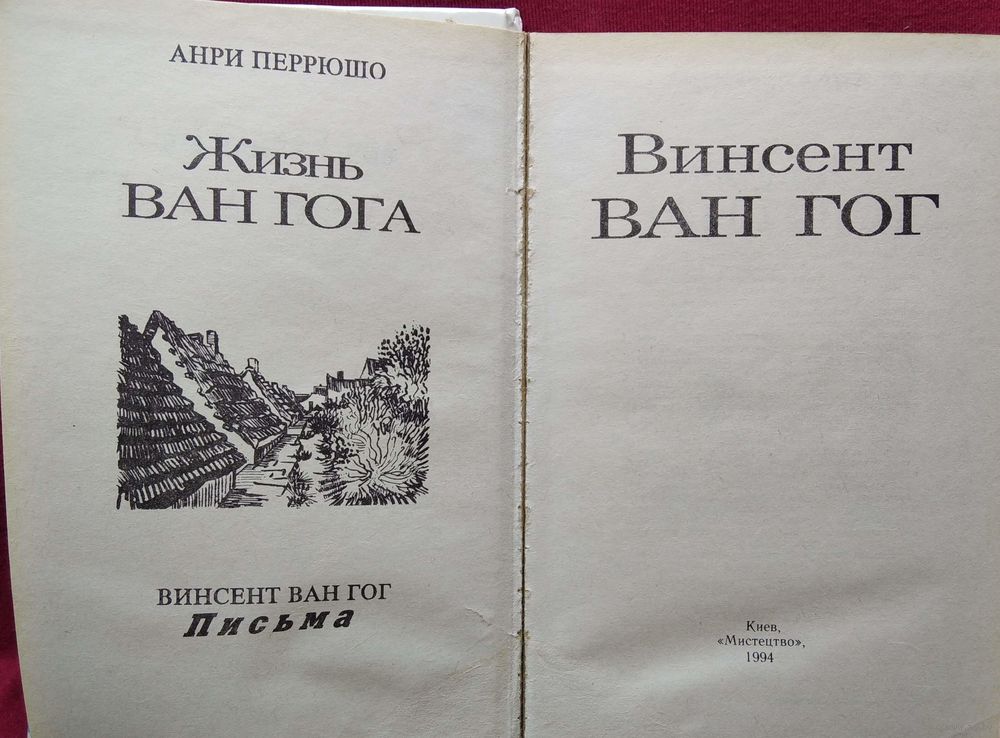 АНРИ ПЕРРЮШО
Жизнь
ВАН ГОГА
ВИНСЕНТ ВАН ГОГ
Письма
Винсент
ВАН ГОГ
Киев,
«Мистецтво»,
1994